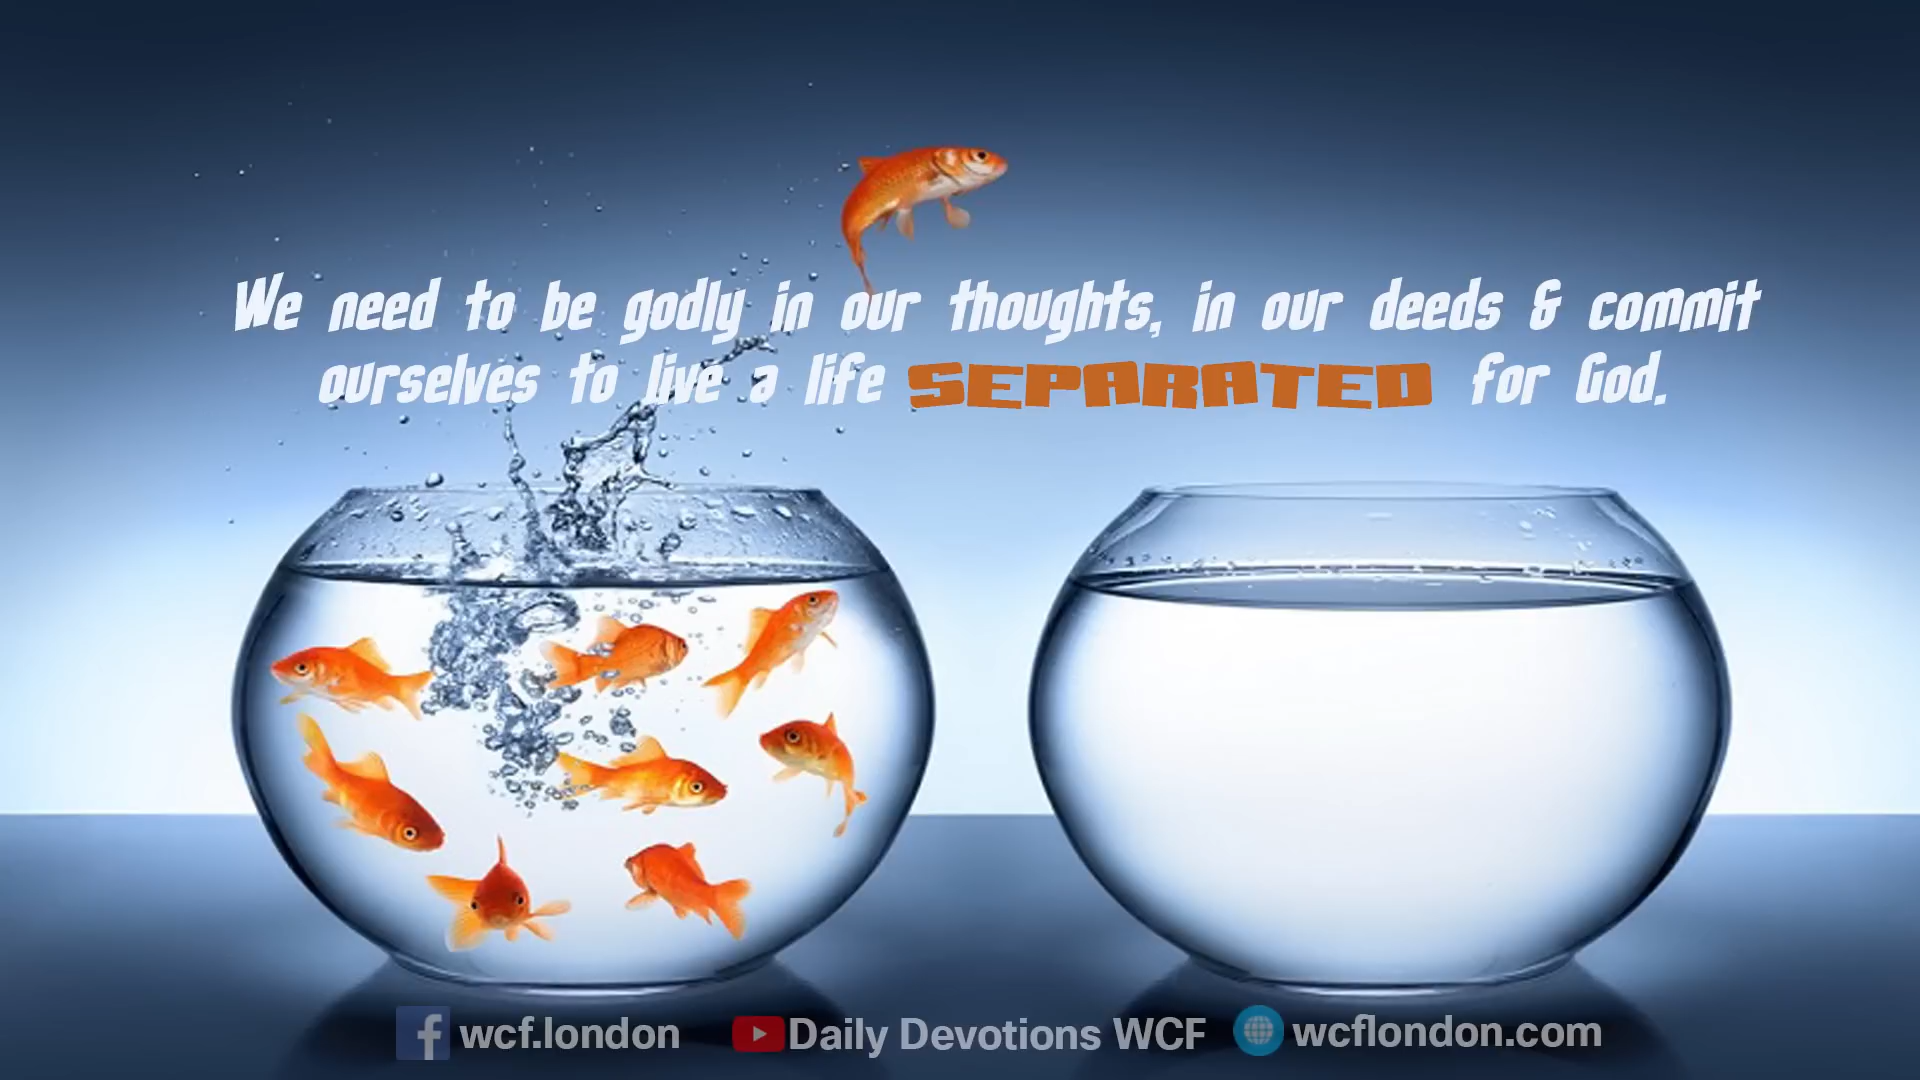 We need to be godly in our thoughts, in our deeds & commit
ourselves to live a life SEPARATED for God.
wcf.london Daily Devotions WCF wcflondon.com